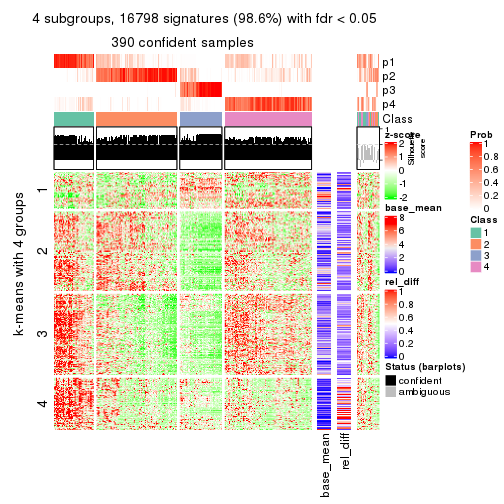 4 subgroups, 16798 signatures (98.6%) with fdr < 0.05
390 confident samples
p1
p2
p3
p4
Class
1
Silhouette
score
z-score
2
1
0
-1
-2
base_mean
8
6
4
2
0
rel_diff
1
0.8
0.6
0.4
0.2
0
Status (barplots)
confident
ambiguous
Prob
1
0.8
0.6
0.4
0.2
0
Class
1
2
3
4
k-means with 4 groups
1
2
3
4
base_mean
rel_diff